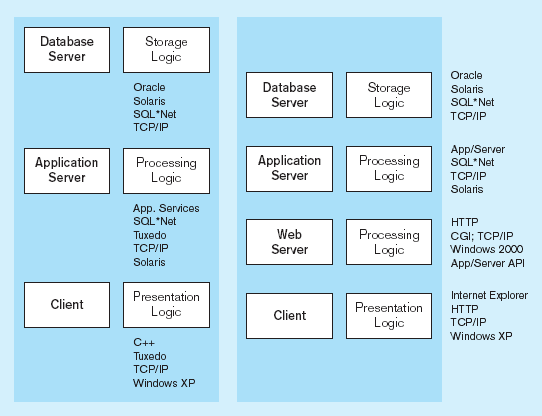 Database
Server
Storage
Logic
Oracle
Solaris
SQL*Net
TCP/IP
Application
Server
Processing
Logic
App. Services
SQL*Net
Tuxedo
TCP/IP
Solaris
Client
Presentation
Logic
C++
Tuxedo
TCP/IP
Windows XP
Database
Server
Storage
Logic
Oracle
Solaris
SQL*Net
TCP/IP
Application
Server
Processing
Logic
App/Server
SQL*Net
TCP/IP
Solaris
Web
Server
Processing
Logic
HTTP
CGI; TCP/IP
Windows 2000
App/Server API
Client
Presentation
Logic
Internet Explorer
HTTP
TCP/IP
Windows XP